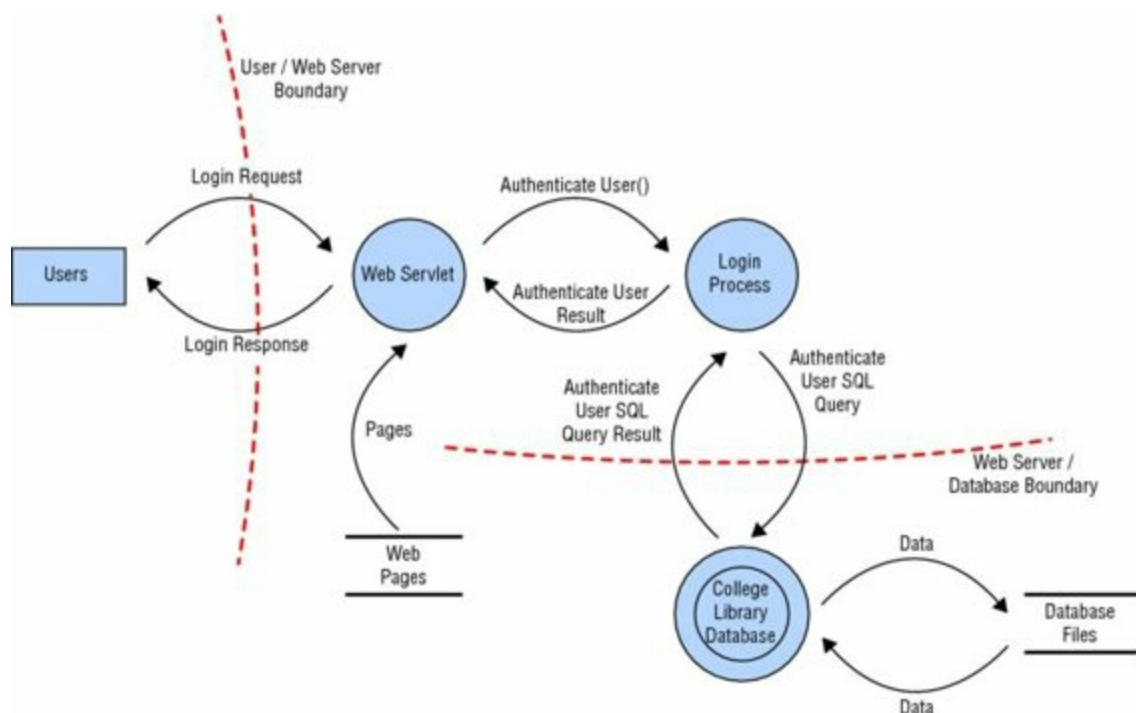 User / Web Server
Boundary
Login Request
Authenticate User()
Users
Web Servlet
Login
Process
Authenticate User
Result
Login Response
Authenticate
User SQL
Query
Authenticate
User SQL
Query Result
Pages
Web Server /
Database Boundary
Web
Pages
Data
College
Library
Database
Database
Files
Data